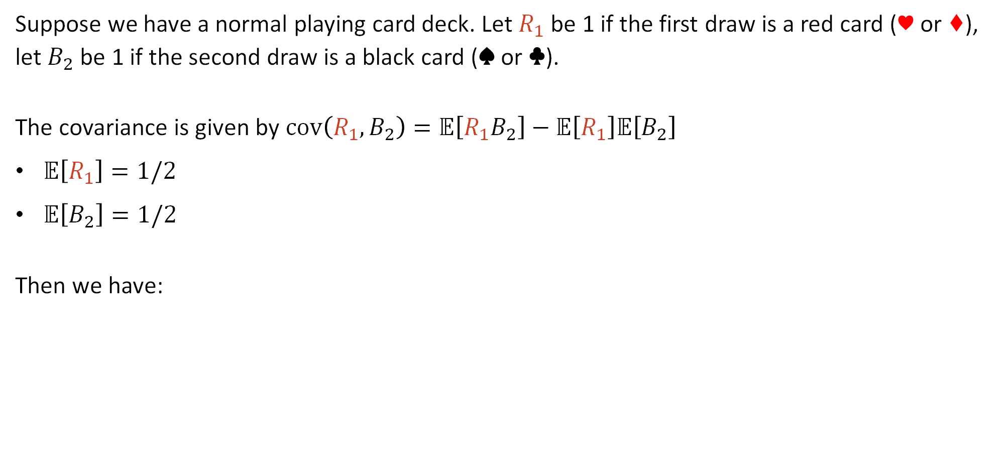 Suppose we have a normal playing card deck. Let R₁ be 1 if the first draw is a red card (♥ or ♦),
let B₂ be 1 if the second draw is a black card (♠ or ♣).
The covariance is given by cov(R₁, B₂) = 𝔼[R₁B₂] − 𝔼[R₁]𝔼[B₂]
• 𝔼[R₁] = 1/2
• 𝔼[B₂] = 1/2
Then we have: